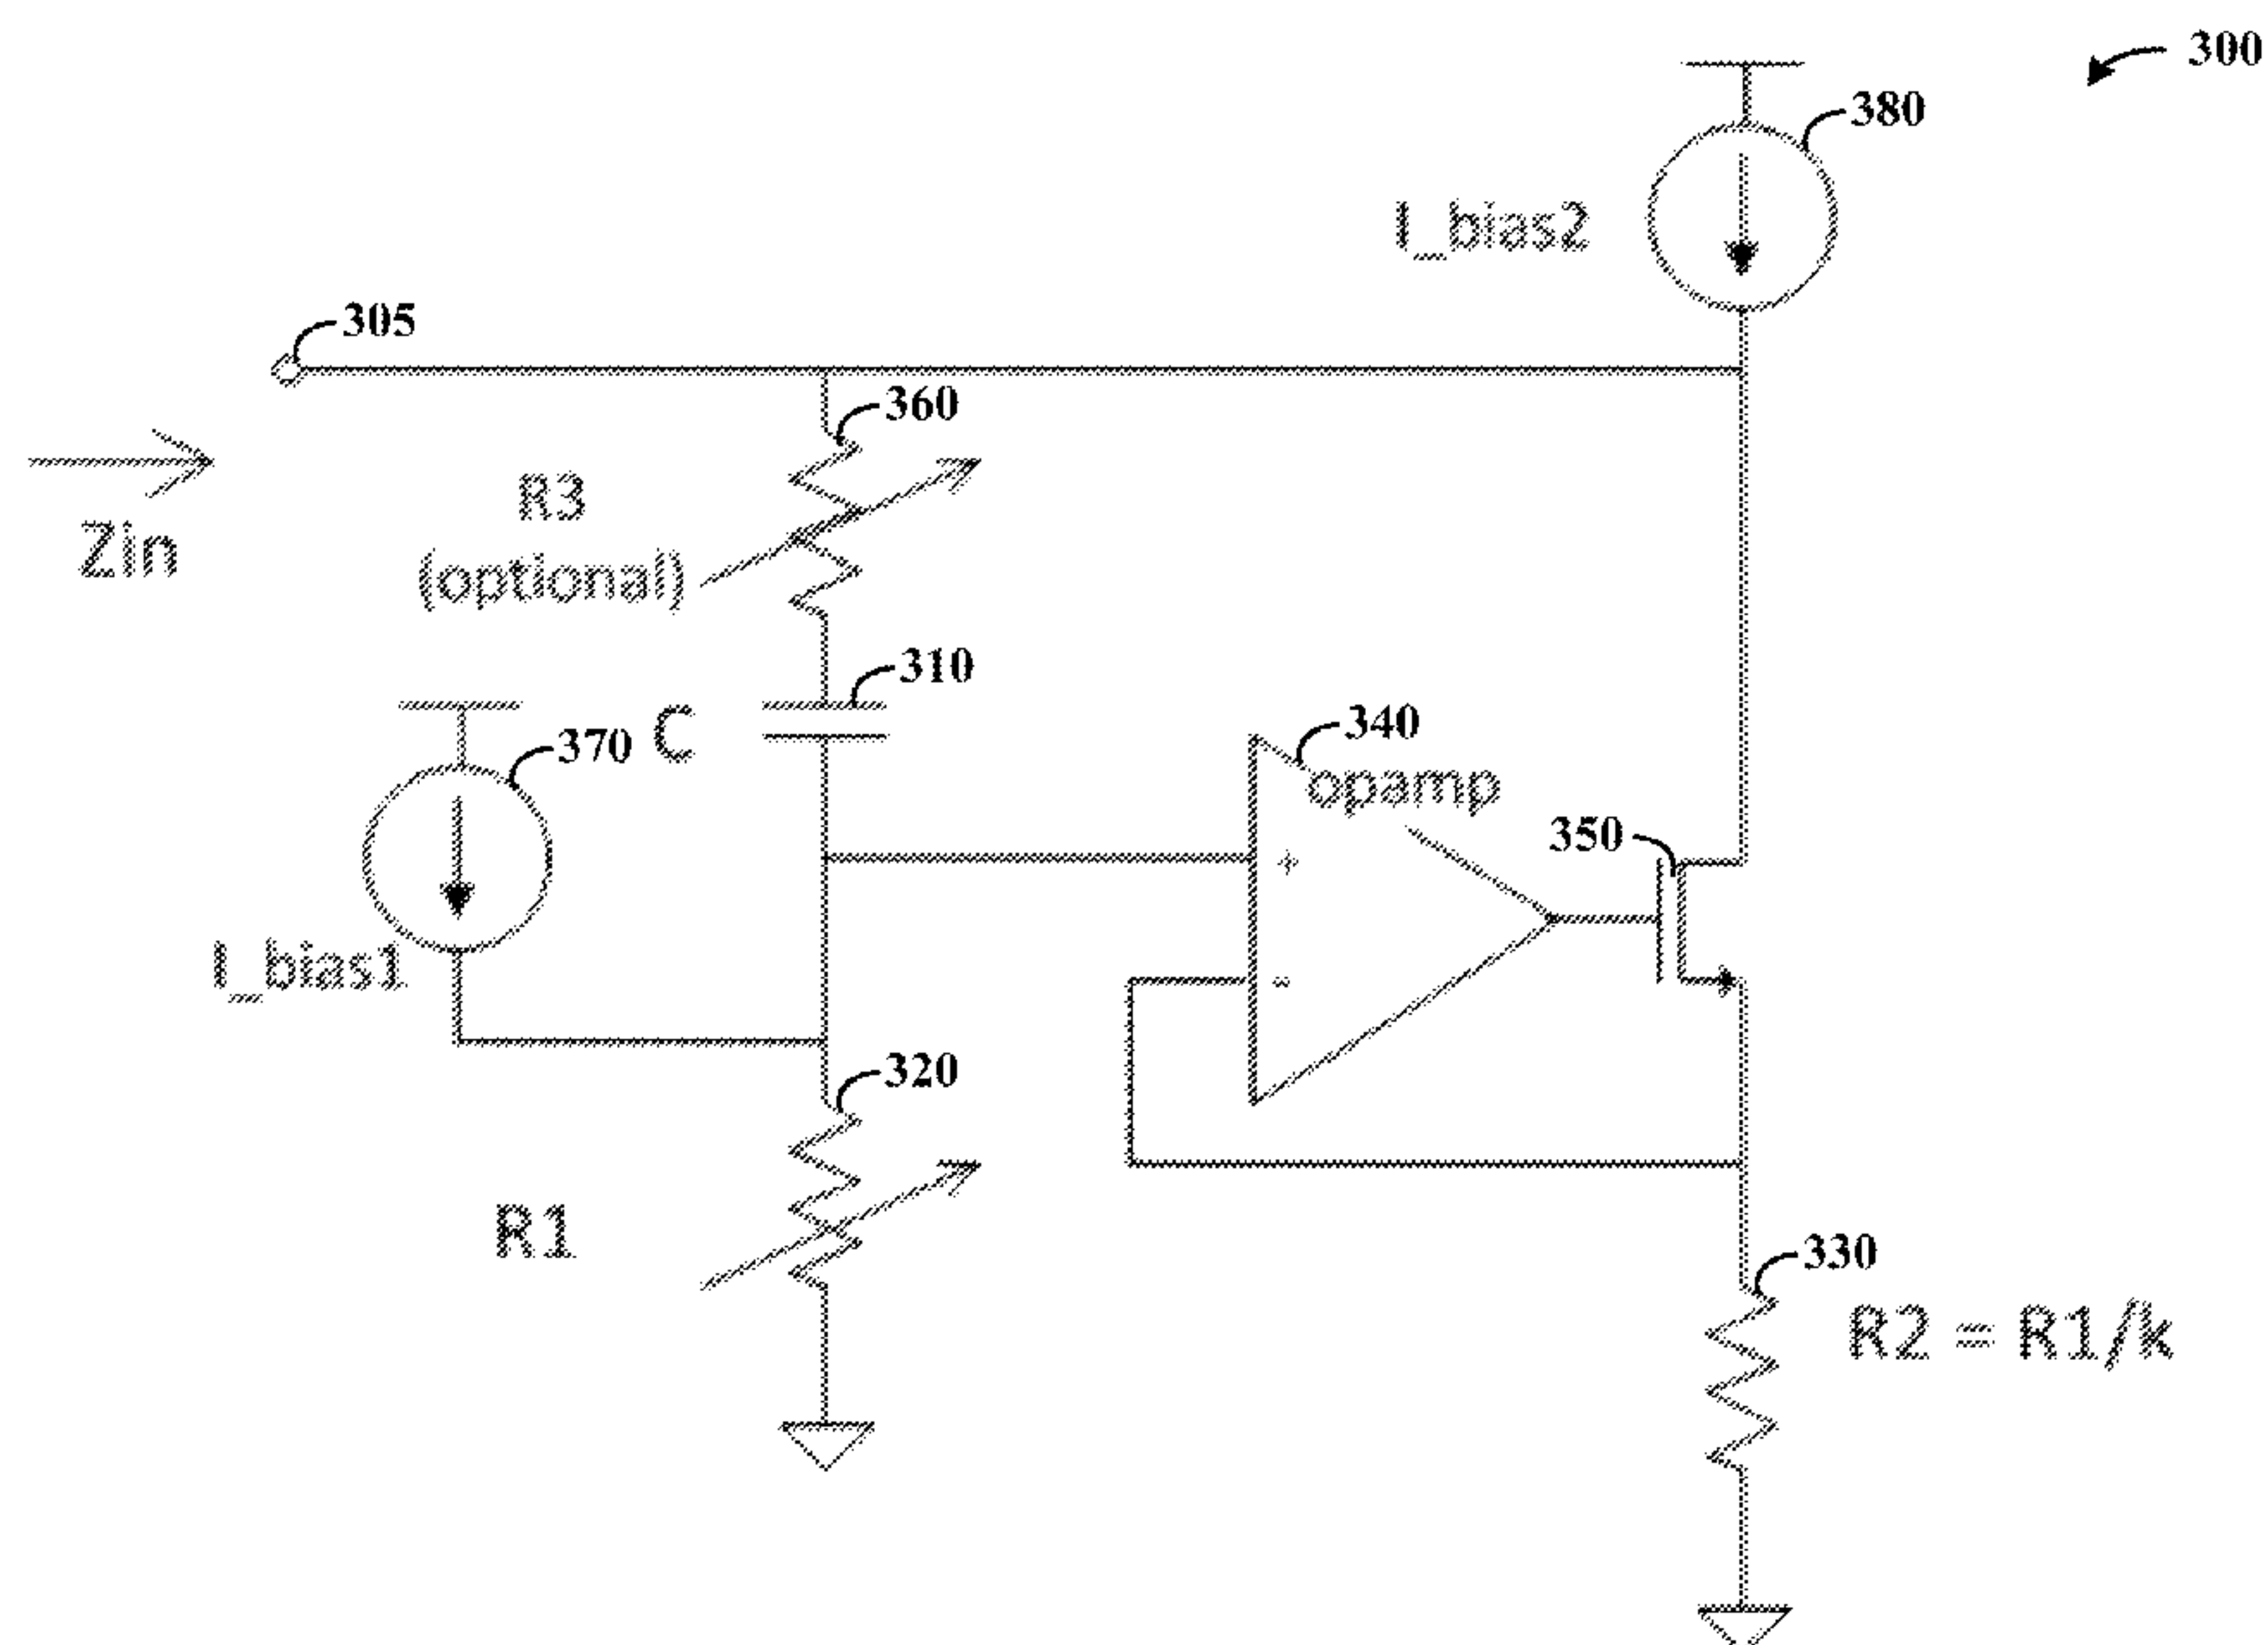 300
380
I_bias2
305
360
R3
(optional)
Zin
310
370
C
340
opamp
350
+
I_bias1
-
320
R1
330
R2 = R1/k